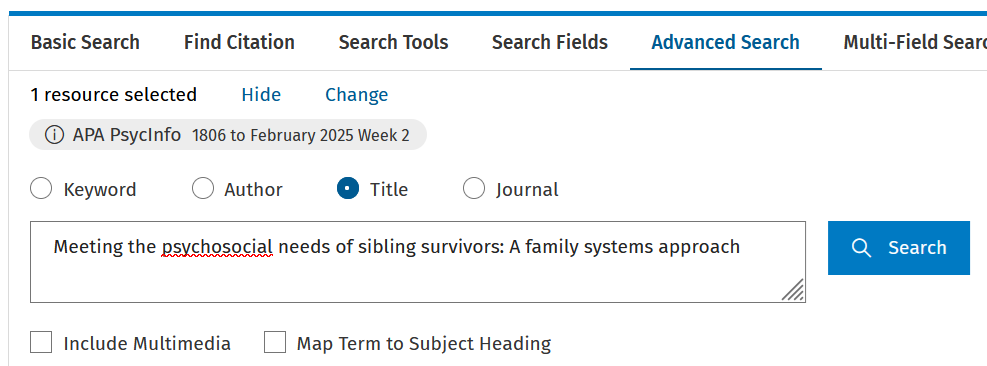 Basic Search Find Citation Search Tools Search Fields Advanced Search Multi-Field Searc
1 resource selected Hide Change
APA PsycInfo 1806 to February 2025 Week 2
Keyword Author Title Journal
Meeting the psychosocial needs of sibling survivors: A family systems approach
Search
Include Multimedia Map Term to Subject Heading